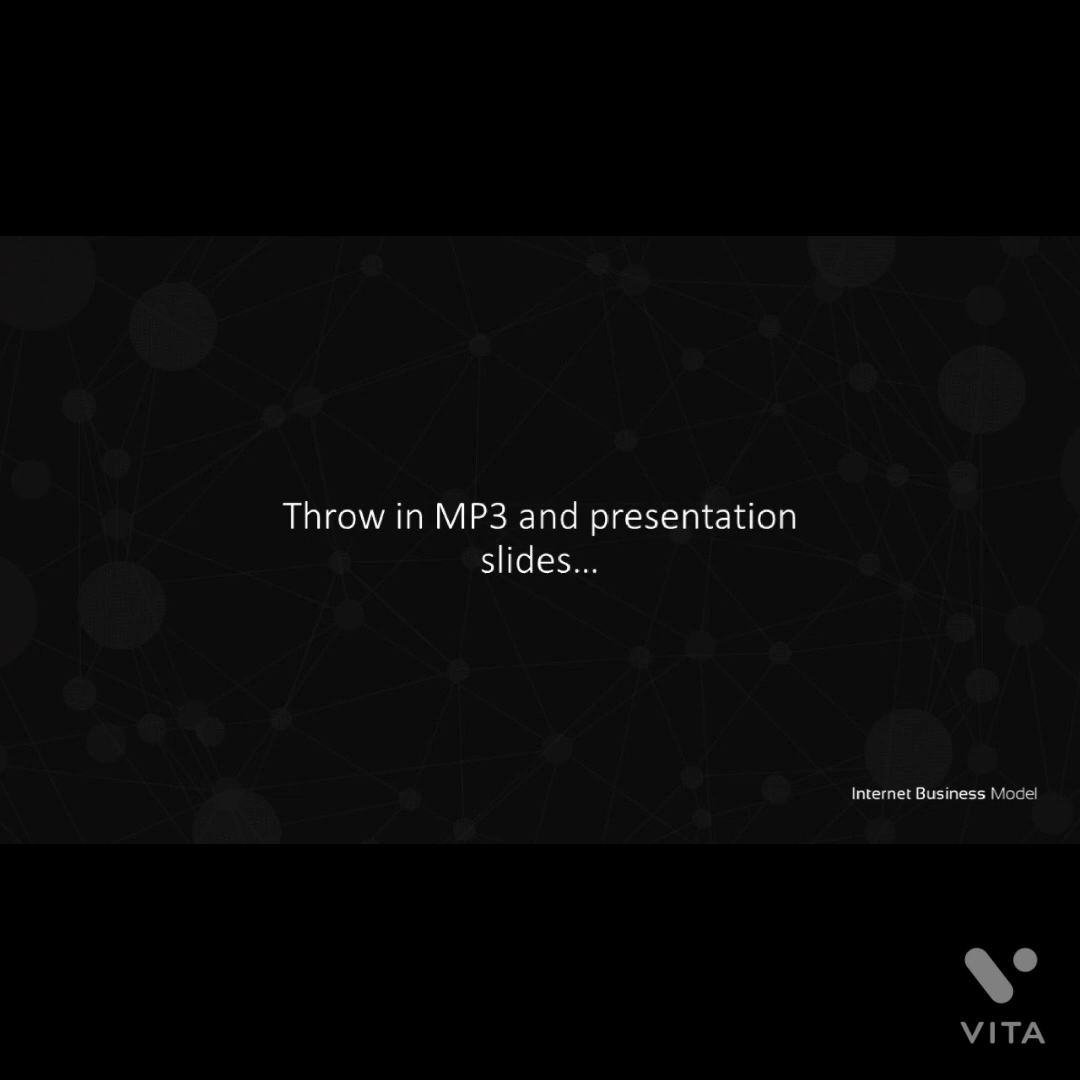 Throw in MP3 and presentation
slides...
Internet Business Model
VITA